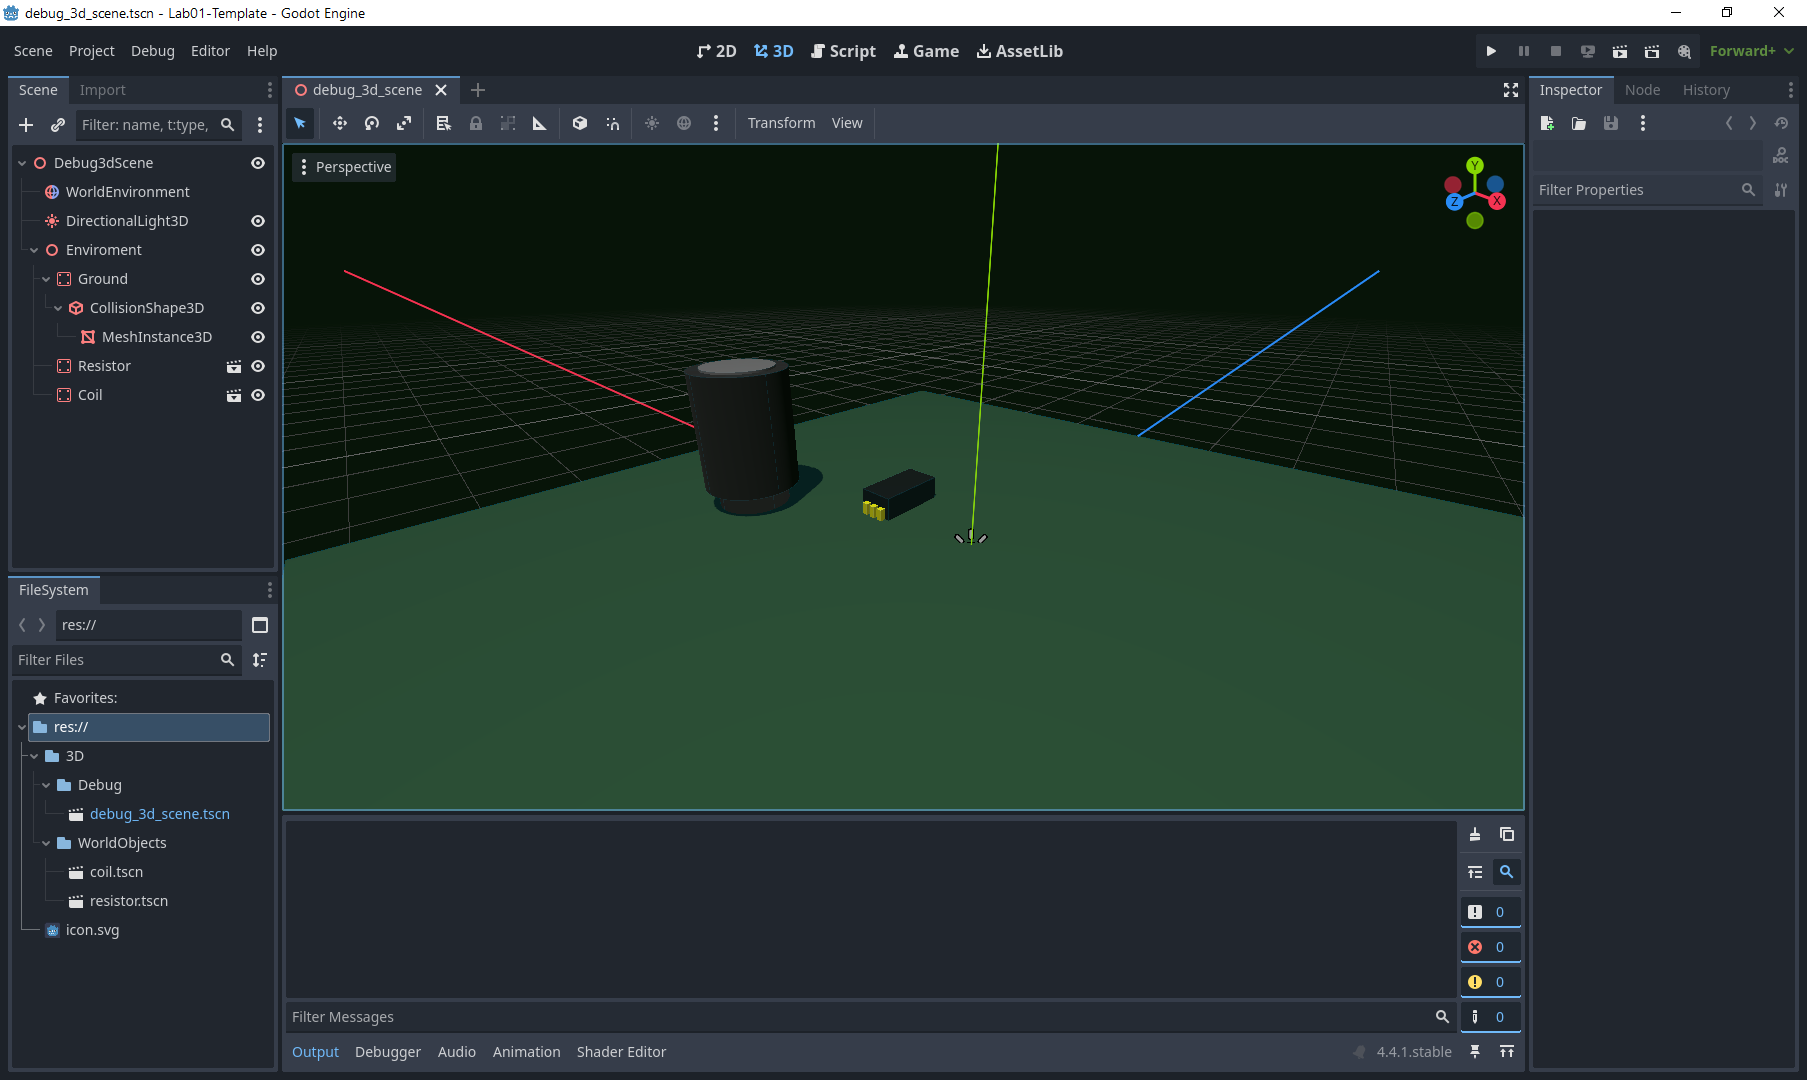 debug_3d_scene.tscn - Lab01-Template - Godot Engine
Scene Project Debug Editor Help
2D 3D Script Game AssetLib
Forward+
Scene Import
Filter: name, t:type,
Debug3dScene
WorldEnvironment
DirectionalLight3D
Enviroment
Ground
CollisionShape3D
MeshInstance3D
Resistor
Coil
FileSystem
res://
Filter Files
Favorites:
res://
3D
Debug
debug_3d_scene.tscn
WorldObjects
coil.tscn
resistor.tscn
icon.svg
debug_3d_scene
Transform View
Perspective
Y
Z X
0
0
0
Filter Messages
0
Output Debugger Audio Animation Shader Editor
4.4.1.stable
Inspector Node History
DOC
Filter Properties